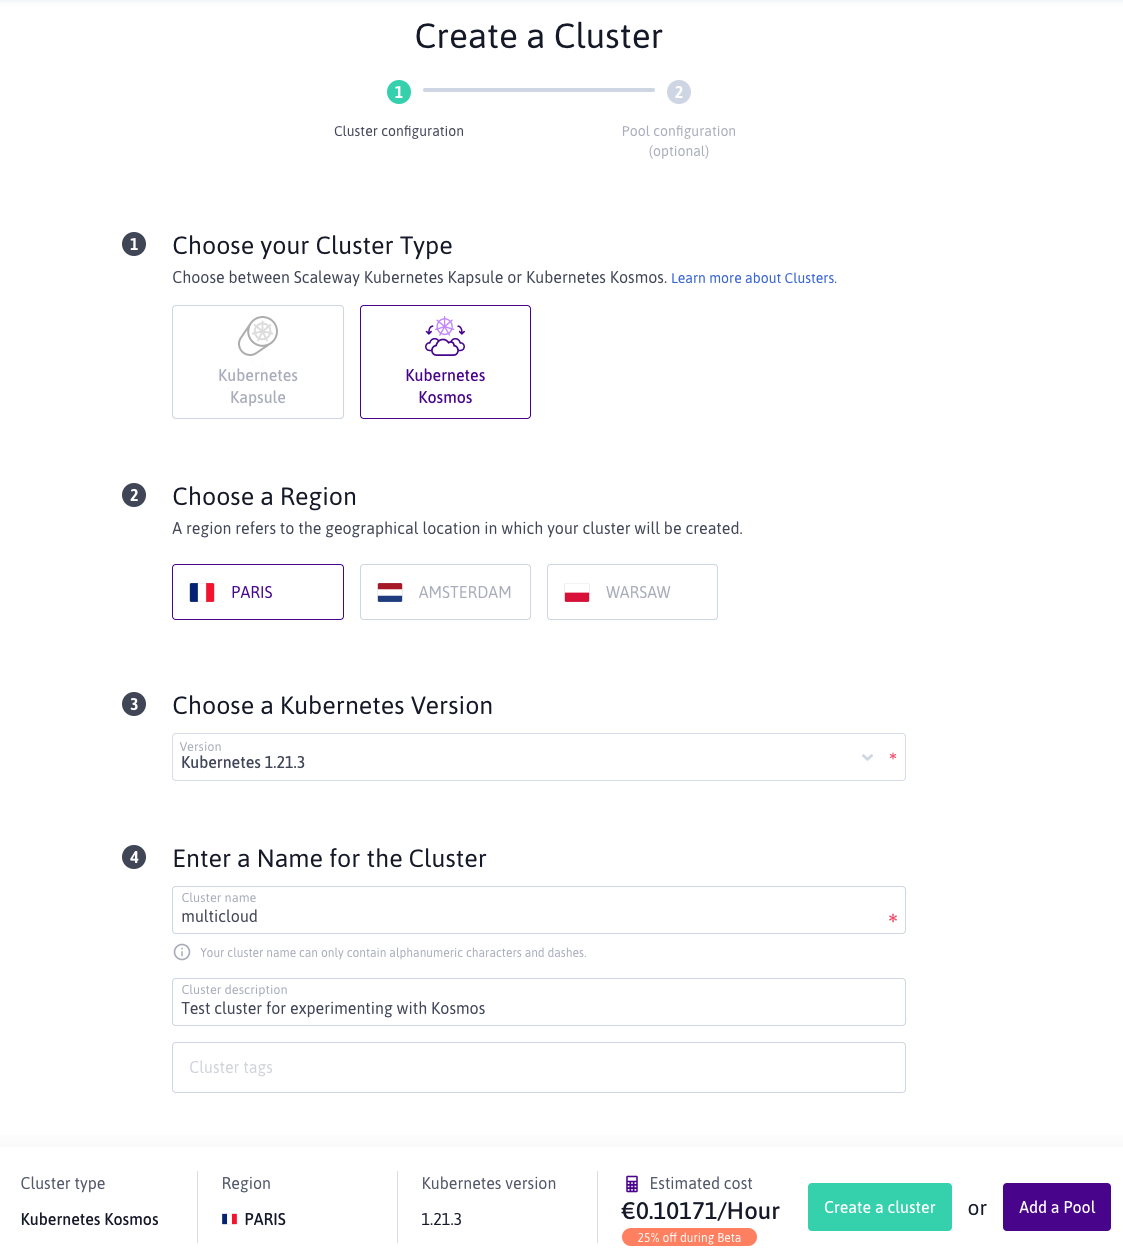 Create a Cluster
1
2
Cluster configuration
Pool configuration
(optional)
1
Choose your Cluster Type
Choose between Scaleway Kubernetes Kapsule or Kubernetes Kosmos. Learn more about Clusters.
Kubernetes
Kapsule
Kubernetes
Kosmos
2
Choose a Region
A region refers to the geographical location in which your cluster will be created.
PARIS
AMSTERDAM
WARSAW
3
Choose a Kubernetes Version
Version
Kubernetes 1.21.3
*
4
Enter a Name for the Cluster
Cluster name
multicloud
*
Your cluster name can only contain alphanumeric characters and dashes.
Cluster description
Test cluster for experimenting with Kosmos
Cluster tags
Cluster type
Kubernetes Kosmos
Region
PARIS
Kubernetes version
1.21.3
Estimated cost
€0.10171/Hour
25% off during Beta
Create a cluster
or
Add a Pool